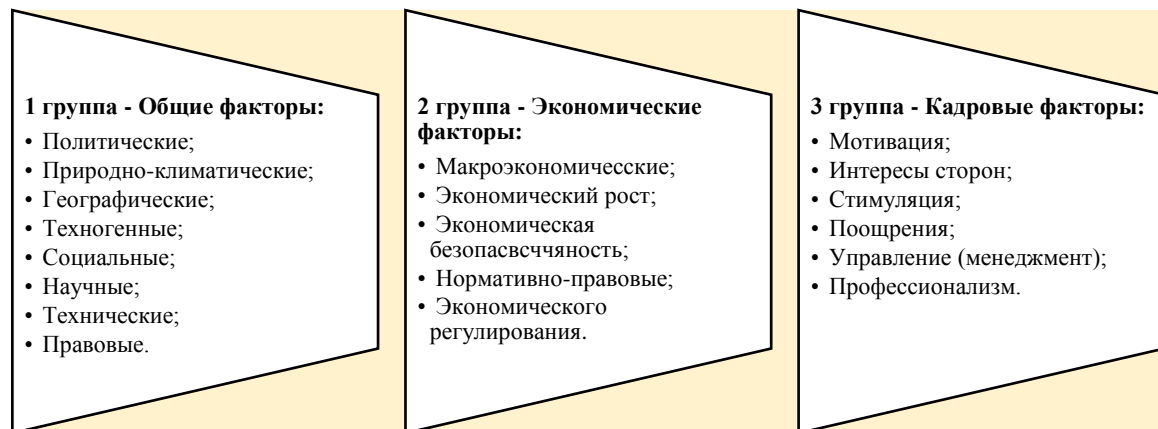 1 группа - Общие факторы:
• Политические;
• Природно-климатические;
• Географические;
• Техногенные;
• Социальные;
• Научные;
• Технические;
• Правовые.
2 группа - Экономические
факторы:
• Макроэкономичесские;
• Экономический рост;
• Экономическая
безопасвсччяность;
• Нормативно-правовые;
• Экономического
регулирования.
3 группа - Кадровые факторы:
• Мотивация;
• Интересы сторон;
• Стимуляция;
• Поощрения;
• Управление (менеджмент);
• Профессионализм.